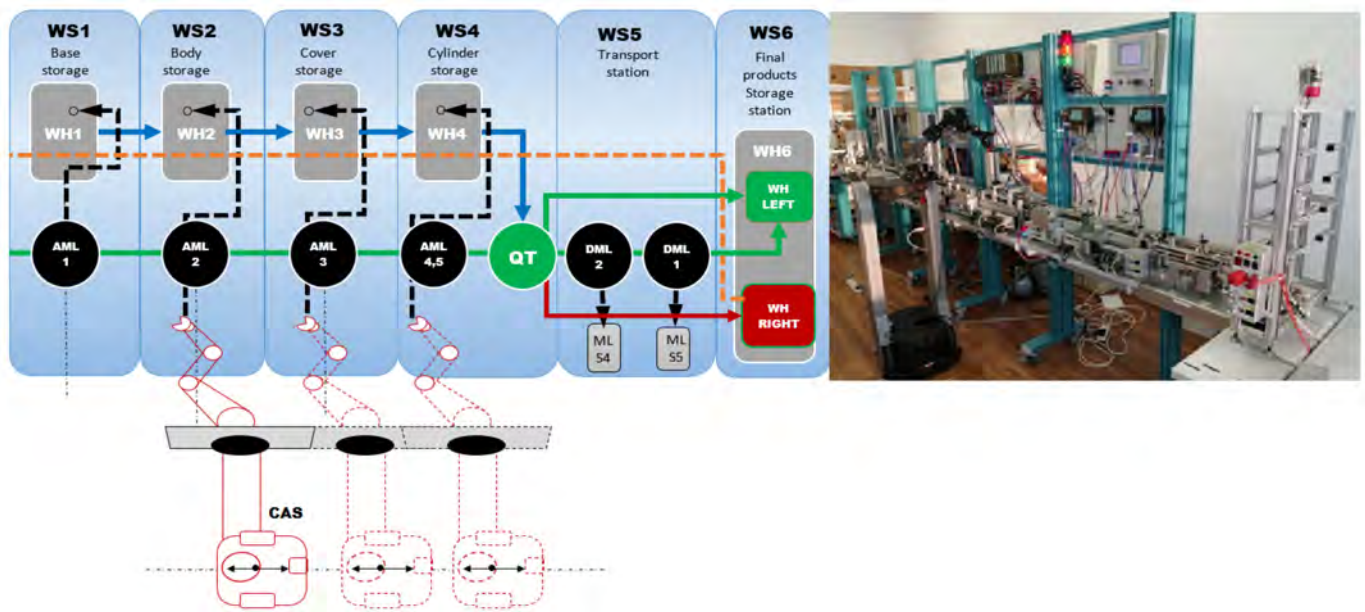 WS1
Base
storage
WH1
AML
1
WS2
Body
storage
WH2
AML
2
WS3
Cover
storage
WH3
AML
3
WS4
Cylinder
storage
WH4
AML
4,5
QT
WS5
Transport
station
DML
2
DML
1
ML
S4
ML
S5
WS6
Final
products
Storage
station
WH6
WH
LEFT
WH
RIGHT
CAS